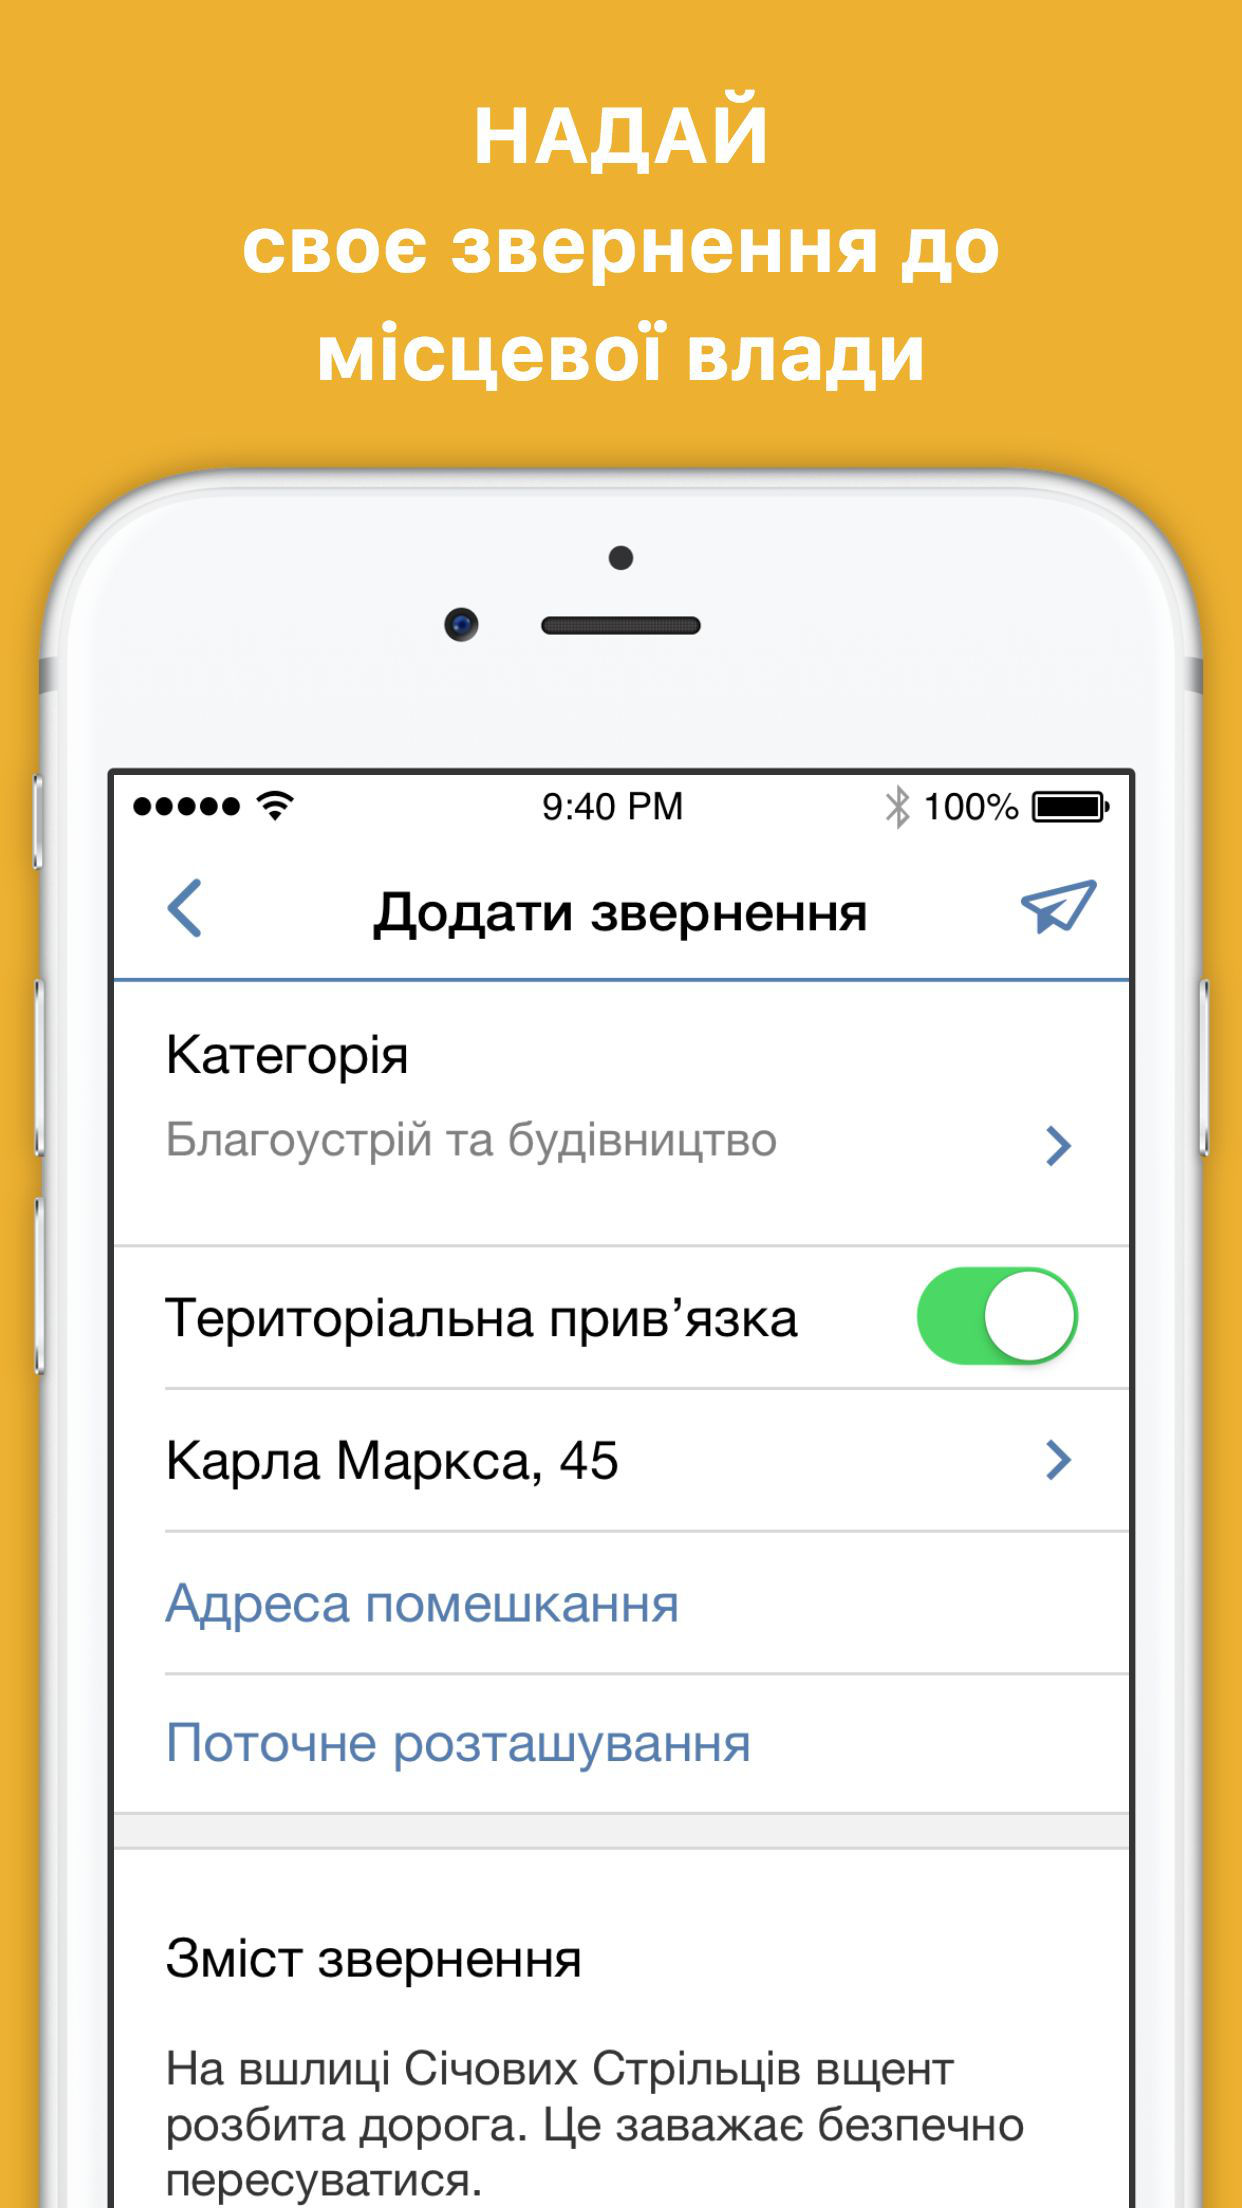 НАДАЙ
своє звернення до
місцевої влади
9:40 PM
100%
Додати звернення
Категорія
Благоустрій та будівництво
Територіальна прив’язка
Карла Маркса, 45
Адреса помешкання
Поточне розташування
Зміст звернення
На вшлиці Січових Стрільців вщент
розбита дорога. Це заважає безпечно
пересуватися.